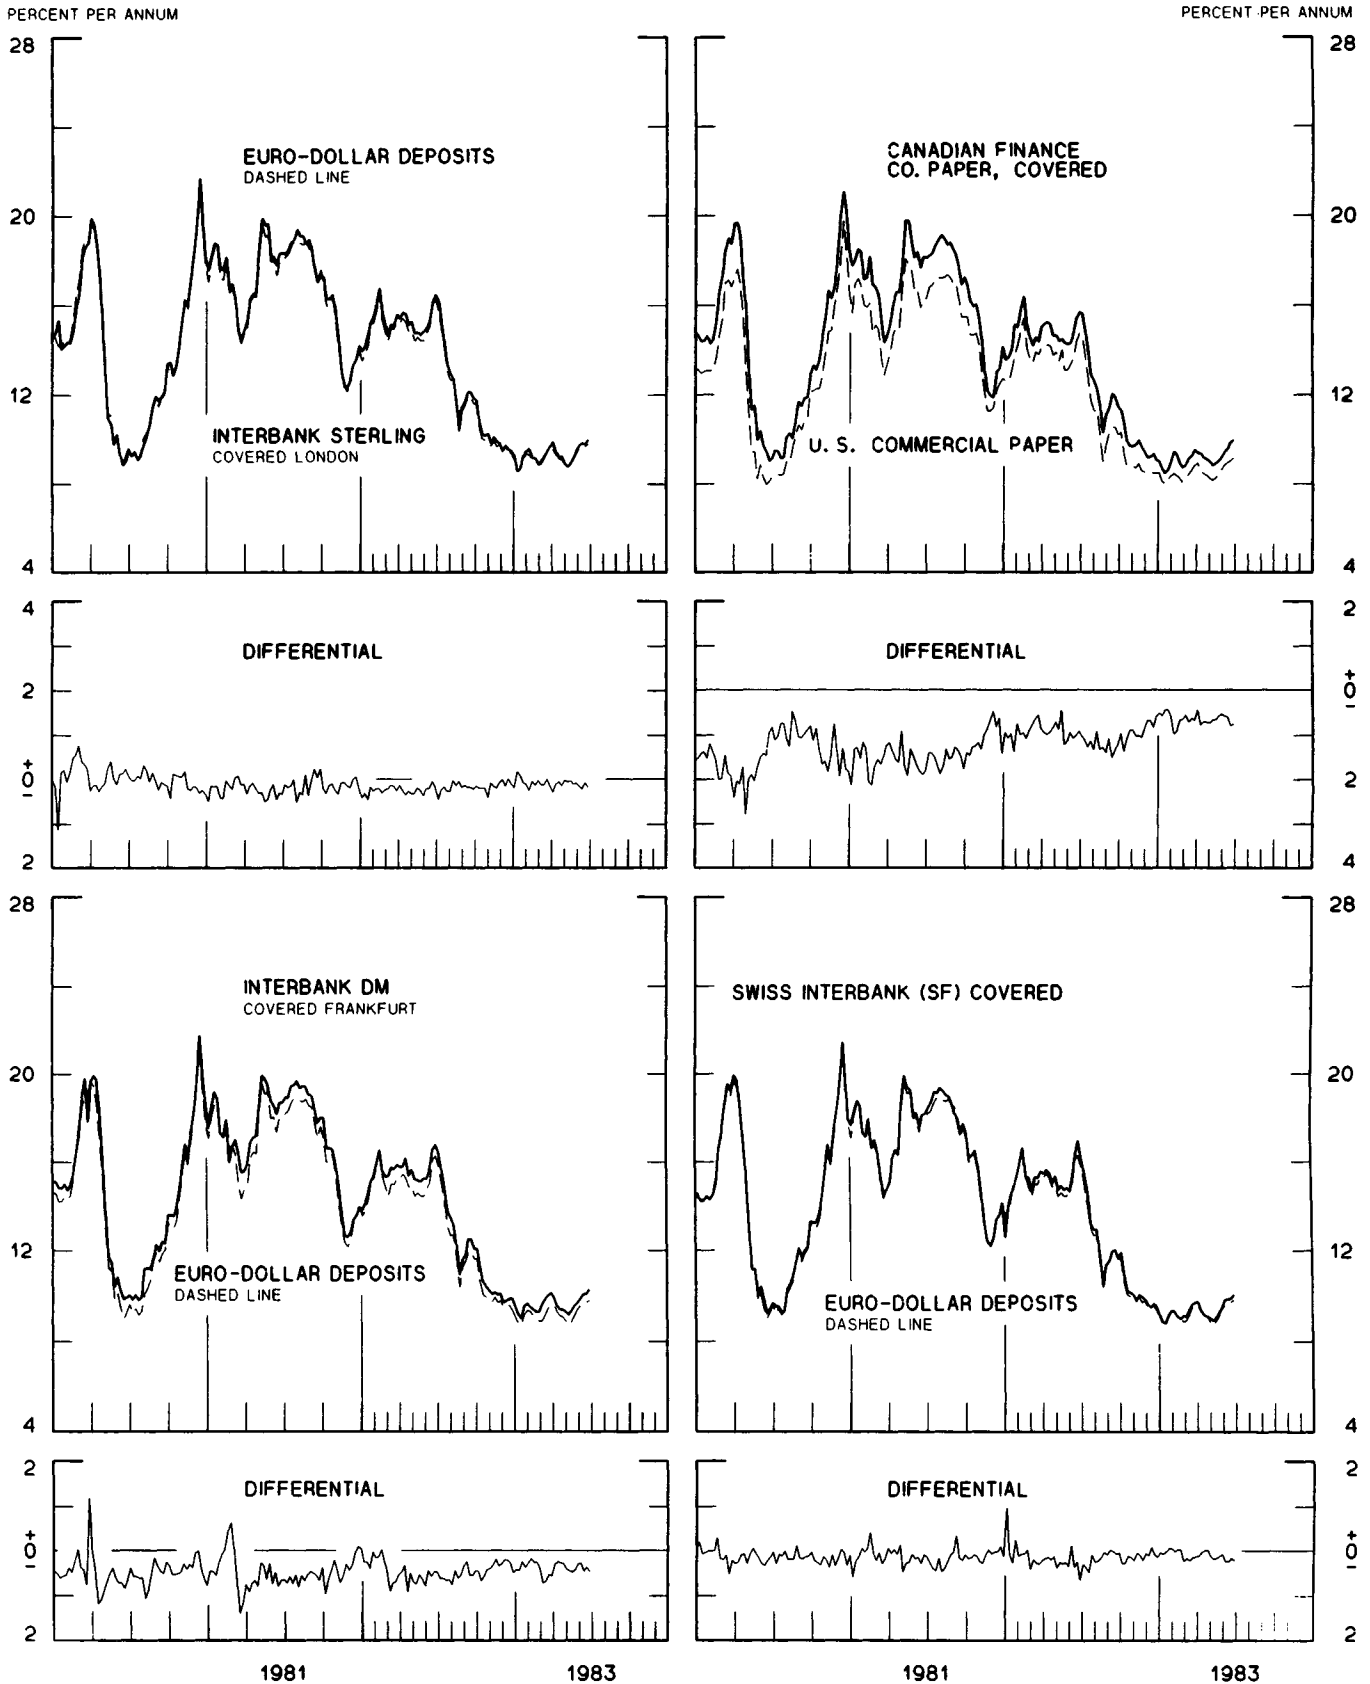 PERCENT PER ANNUM
PERCENT PER ANNUM
28
20
12
4
EURO-DOLLAR DEPOSITS
DASHED LINE
INTERBANK STERLING
COVERED LONDON
CANADIAN FINANCE
CO. PAPER, COVERED
U. S. COMMERCIAL PAPER
28
20
12
4
4
2
+
0
–
2
DIFFERENTIAL
DIFFERENTIAL
2
+
0
–
2
4
28
20
12
4
INTERBANK DM
COVERED FRANKFURT
EURO-DOLLAR DEPOSITS
DASHED LINE
SWISS INTERBANK (SF) COVERED
EURO-DOLLAR DEPOSITS
DASHED LINE
28
20
12
4
2
+
0
–
2
DIFFERENTIAL
DIFFERENTIAL
2
+
0
–
2
1981
1983
1981
1983